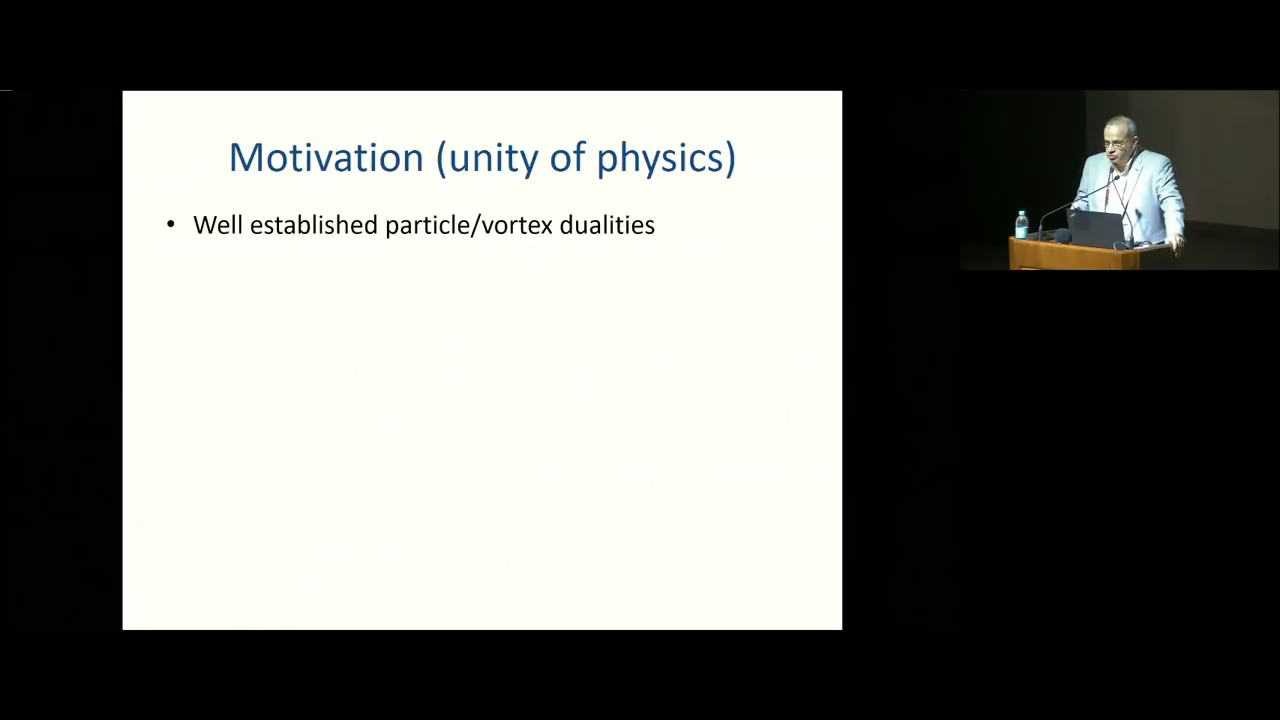 Motivation (unity of physics)
• Well established particle/vortex dualities